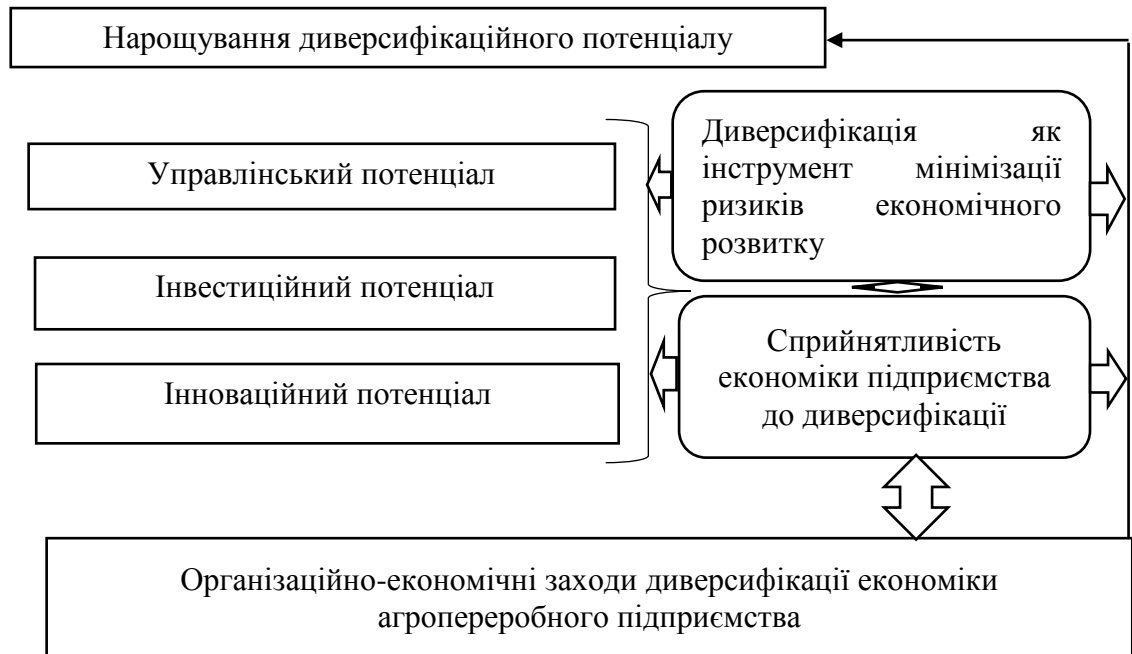 Нарощування диверсифікаційного потенціалу
Управлінський потенціал
Інвестиційний потенціал
Інноваційний потенціал
Диверсифікація як
інструмент мінімізації
ризиків економічного
розвитку
Сприйнятливість
економіки підприємства
до диверсифікації
Організаційно-економічні заходи диверсифікації економіки
агропереробного підприємства